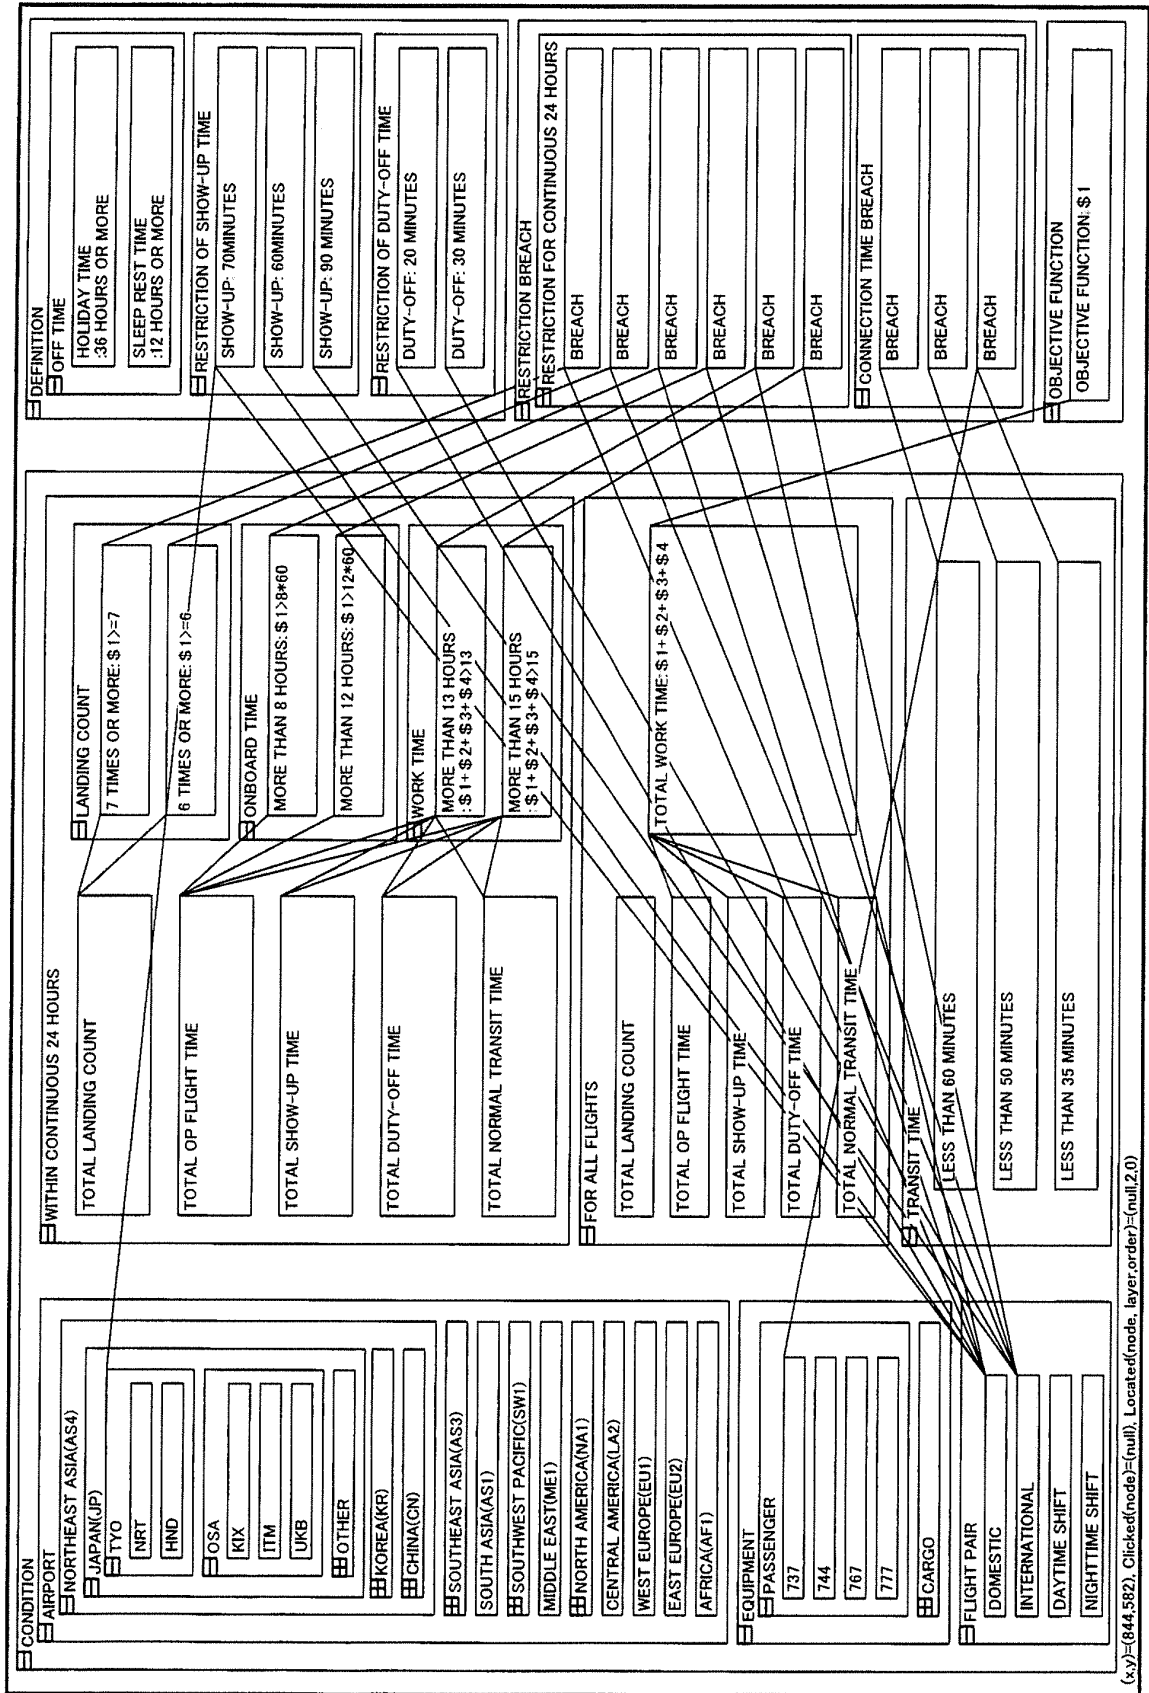 CONDITION
AIRPORT
NORTHEAST ASIA(AS4)
JAPAN(JP)
TYO
NRT
HND
OSA
KIX
ITM
UKB
OTHER
KOREA(KR)
CHINA(CN)
SOUTHEAST ASIA(AS3)
SOUTH ASIA(AS1)
SOUTHWEST PACIFIC(SW1)
MIDDLE EAST(ME1)
NORTH AMERICA(NA1)
CENTRAL AMERICA(LA2)
WEST EUROPE(EU1)
EAST EUROPE(EU2)
AFRICA(AF1)
EQUIPMENT
PASSENGER
737
744
767
777
CARGO
FLIGHT PAIR
DOMESTIC
INTERNATIONAL
DAYTIME SHIFT
NIGHTTIME SHIFT
WITHIN CONTINUOUS 24 HOURS
TOTAL LANDING COUNT
TOTAL OP FLIGHT TIME
TOTAL SHOW-UP TIME
TOTAL DUTY-OFF TIME
TOTAL NORMAL TRANSIT TIME
LANDING COUNT
7 TIMES OR MORE: $1>=7
6 TIMES OR MORE: $1>=6
ONBOARD TIME
MORE THAN 8 HOURS: $1>8*60
MORE THAN 12 HOURS: $1>12*60
WORK TIME
MORE THAN 13 HOURS
: $1+$2+$3+$4>13
MORE THAN 15 HOURS
: $1+$2+$3+$4>15
FOR ALL FLIGHTS
TOTAL LANDING COUNT
TOTAL OP FLIGHT TIME
TOTAL SHOW-UP TIME
TOTAL DUTY-OFF TIME
TOTAL NORMAL TRANSIT TIME
TOTAL WORK TIME: $1+$2+$3+$4
TRANSIT TIME
LESS THAN 60 MINUTES
LESS THAN 50 MINUTES
LESS THAN 35 MINUTES
DEFINITION
OFF TIME
HOLIDAY TIME
:36 HOURS OR MORE
SLEEP REST TIME
:12 HOURS OR MORE
RESTRICTION OF SHOW-UP TIME
SHOW-UP: 70MINUTES
SHOW-UP: 60MINUTES
SHOW-UP: 90 MINUTES
RESTRICTION OF DUTY-OFF TIME
DUTY-OFF: 20 MINUTES
DUTY-OFF: 30 MINUTES
RESTRICTION BREACH
RESTRICTION FOR CONTINUOUS 24 HOURS
BREACH
BREACH
BREACH
BREACH
BREACH
BREACH
CONNECTION TIME BREACH
BREACH
BREACH
BREACH
OBJECTIVE FUNCTION
OBJECTIVE FUNCTION: $1
(x,y)=(844,582), Clicked(node)=(null), Located(node, layer,order)=(null,2,0)